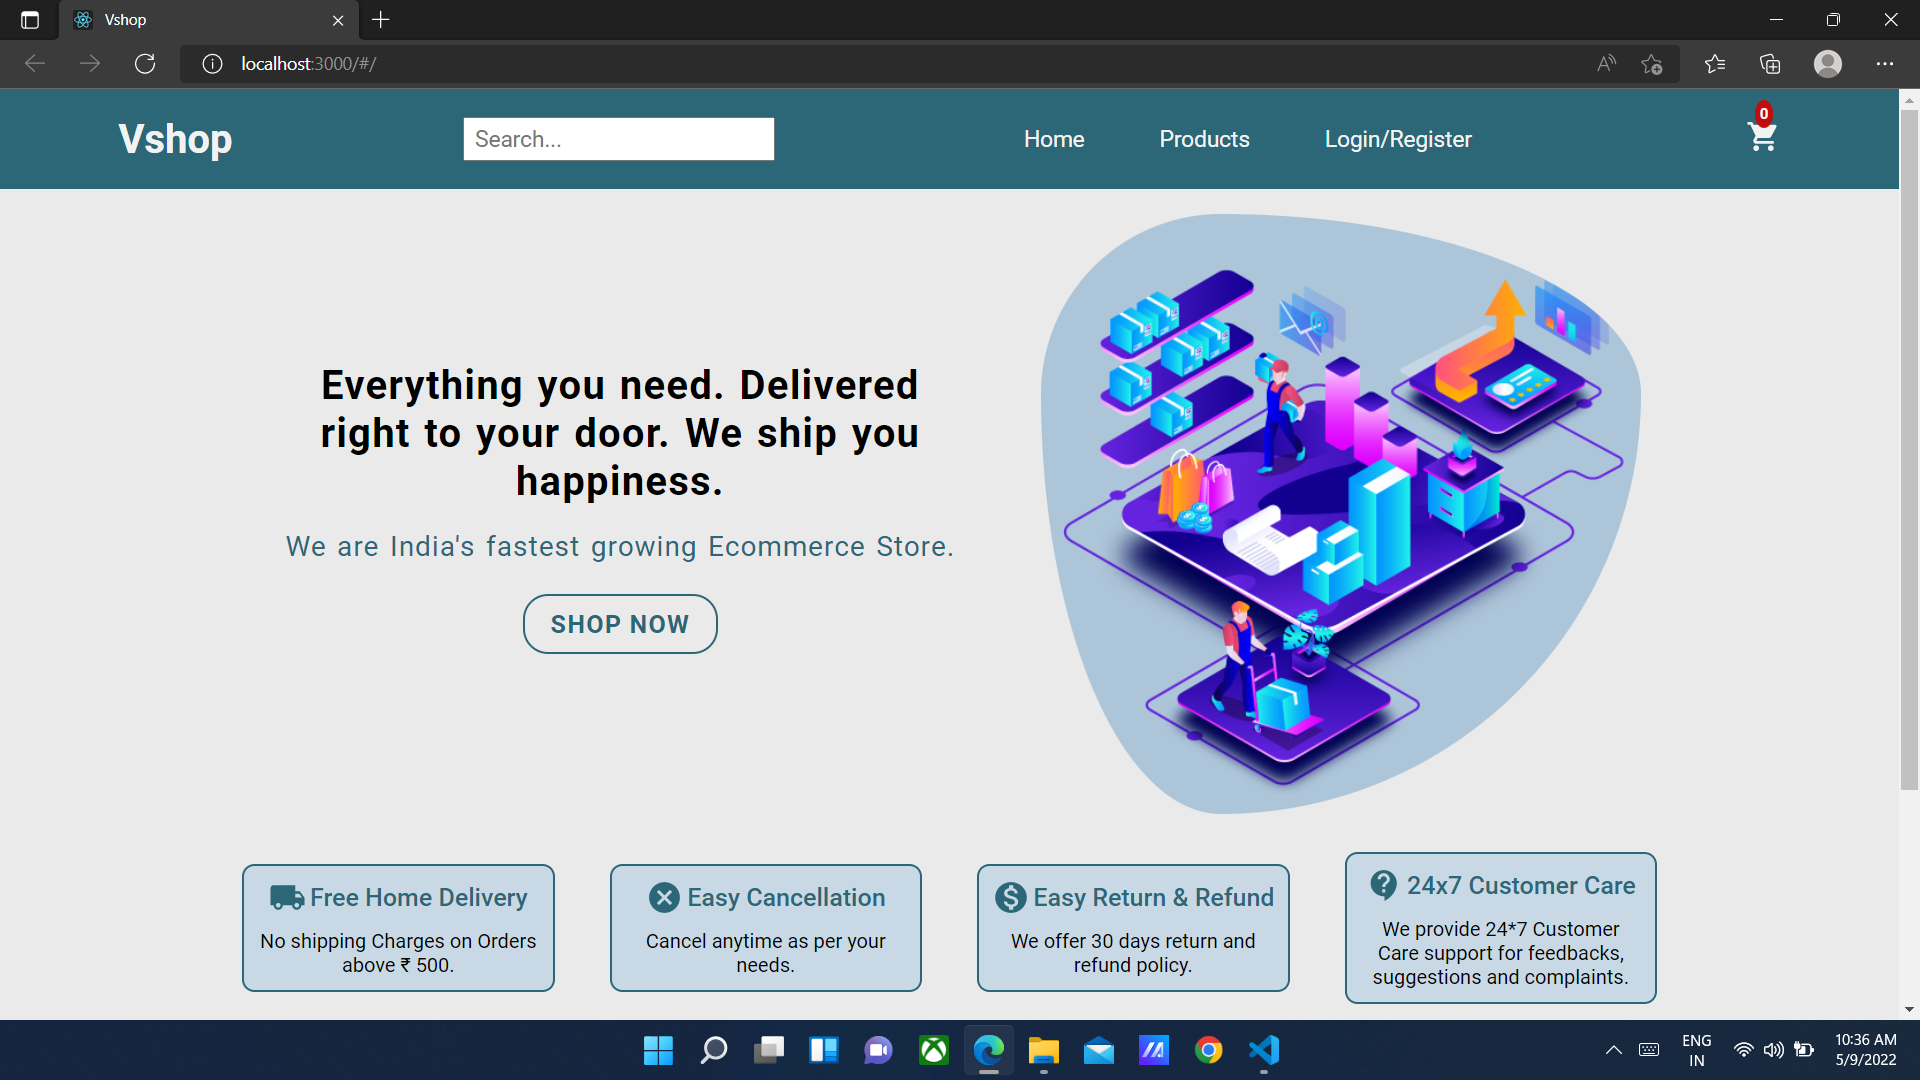 Vshop
localhost:3000/#/
0
Vshop
Search...
Home
Products
Login/Register
Everything you need. Delivered
right to your door. We ship you
happiness.
We are India's fastest growing Ecommerce Store.
SHOP NOW
Free Home Delivery
No shipping Charges on Orders
above ₹ 500.
Easy Cancellation
Cancel anytime as per your
needs.
Easy Return & Refund
We offer 30 days return and
refund policy.
24x7 Customer Care
We provide 24*7 Customer
Care support for feedbacks,
suggestions and complaints.
ENG
IN
10:36 AM
5/9/2022